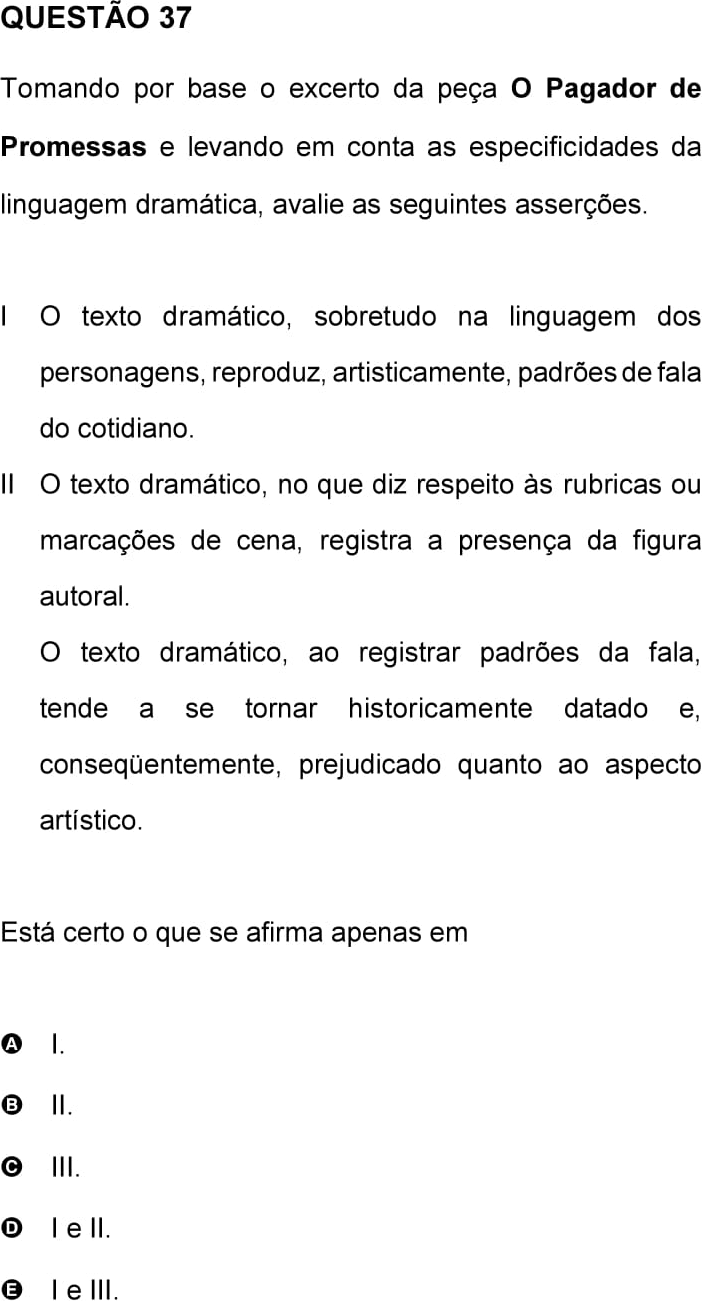 QUESTÃO 37
Tomando por base o excerto da peça O Pagador de
Promessas e levando em conta as especificidades da
linguagem dramática, avalie as seguintes asserções.
I O texto dramático, sobretudo na linguagem dos
personagens, reproduz, artisticamente, padrões de fala
do cotidiano.
II O texto dramático, no que diz respeito às rubricas ou
marcações de cena, registra a presença da figura
autoral.
O texto dramático, ao registrar padrões da fala,
tende a se tornar historicamente datado e,
conseqüentemente, prejudicado quanto ao aspecto
artístico.
Está certo o que se afirma apenas em
A I.
B II.
C III.
D I e II.
E I e III.